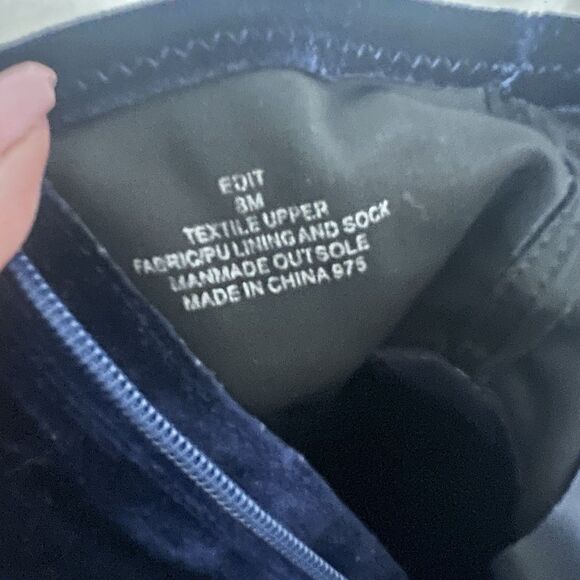 EDIT
8M
TEXTILE UPPER
FABRIC/PU LINING AND SOCK
MANMADE OUTSOLE
MADE IN CHINA 975